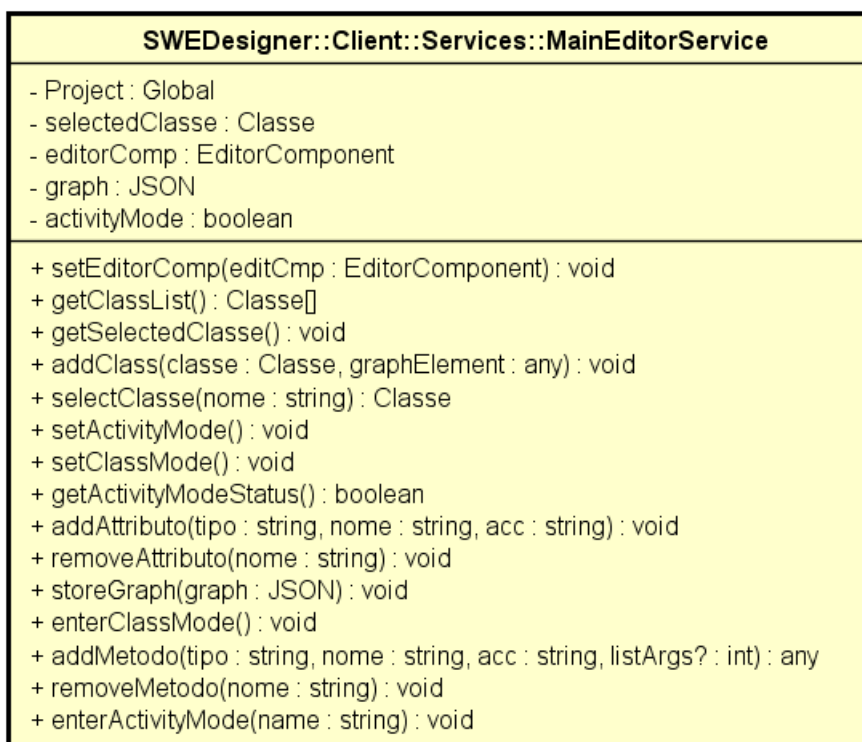 SWEDesigner::Client::Services::MainEditorService
- Project : Global
- selectedClasse : Classe
- editorComp : EditorComponent
- graph : JSON
- activityMode : boolean
+ setEditorComp(editCmp : EditorComponent) : void
+ getClassList() : Classe[]
+ getSelectedClasse() : void
+ addClass(classe : Classe, graphElement : any) : void
+ selectClasse(nome : string) : Classe
+ setActivityMode() : void
+ setClassMode() : void
+ getActivityModeStatus() : boolean
+ addAttributo(tipo : string, nome : string, acc : string) : void
+ removeAttributo(nome : string) : void
+ storeGraph(graph : JSON) : void
+ enterClassMode() : void
+ addMetodo(tipo : string, nome : string, acc : string, listArgs? : int) : any
+ removeMetodo(nome : string) : void
+ enterActivityMode(name : string) : void